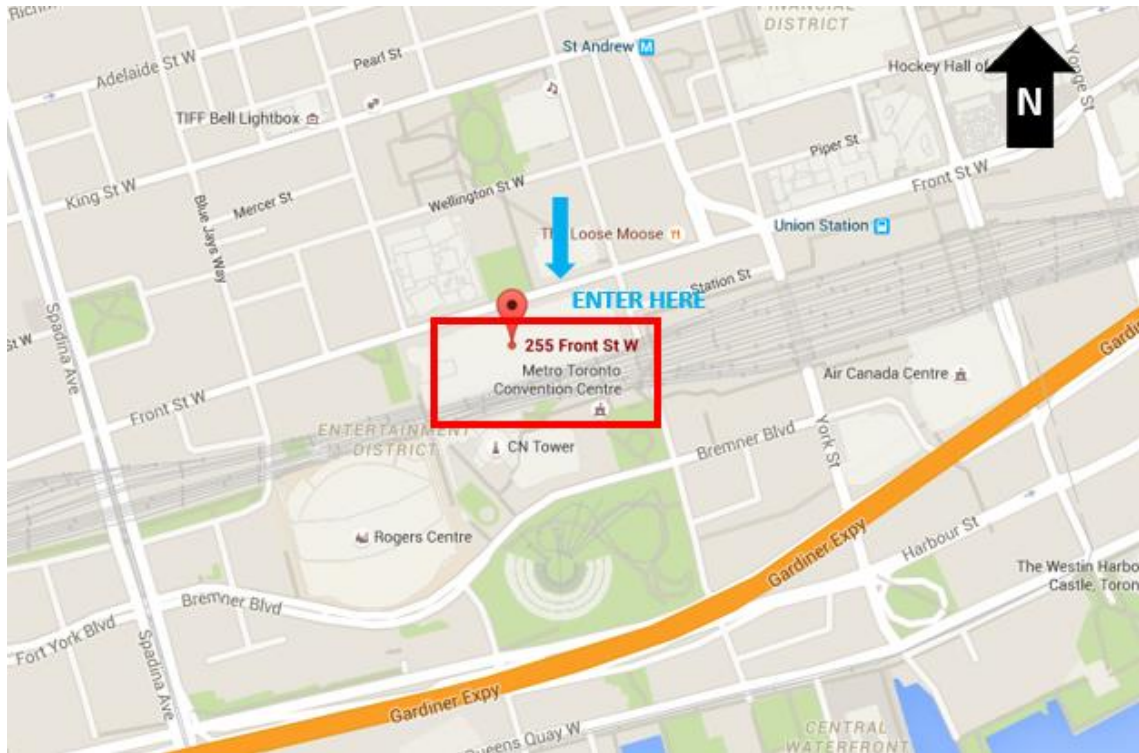 FINANCIAL
DISTRICT
St Andrew
Pearl St
Adelaide St W
Hockey Hall of
Yonge St
N
TIFF Bell Lightbox
Piper St
King St W
Mercer St
Wellington St W
Front St W
Blue Jays Way
The Loose Moose
Union Station
Station St
ENTER HERE
Spadina Ave
255 Front St W
Metro Toronto
Convention Centre
Air Canada Centre
Front St W
ENTERTAINMENT
DISTRICT
CN Tower
Bremner Blvd
York St
Rogers Centre
Gardiner Expy
Harbour St
The Westin Harbo
Castle, Toron
Bremner Blvd
Fort York Blvd
Spadina Ave
Gardiner Expy
Queens Quay W
CENTRAL
WATERFRONT